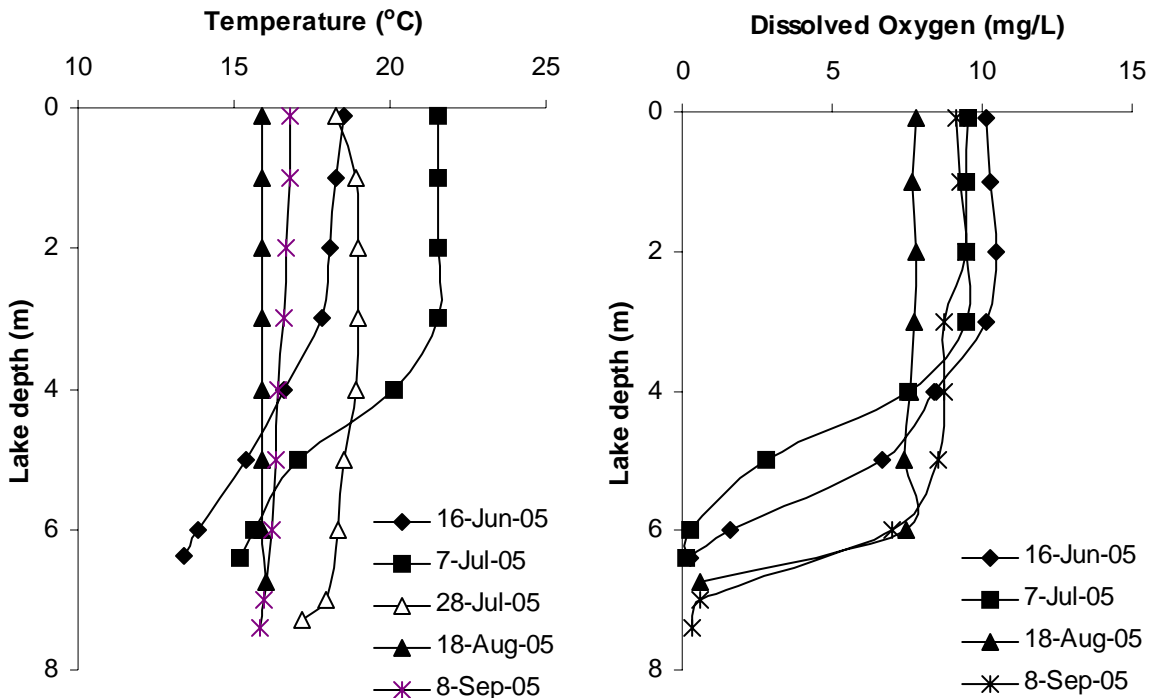 Temperature (°C)
10 15 20 25
0
2
4
6
8
Lake depth (m)
16-Jun-05
7-Jul-05
28-Jul-05
18-Aug-05
8-Sep-05
Dissolved Oxygen (mg/L)
0 5 10 15
0
2
4
6
8
Lake depth (m)
16-Jun-05
7-Jul-05
18-Aug-05
8-Sep-05